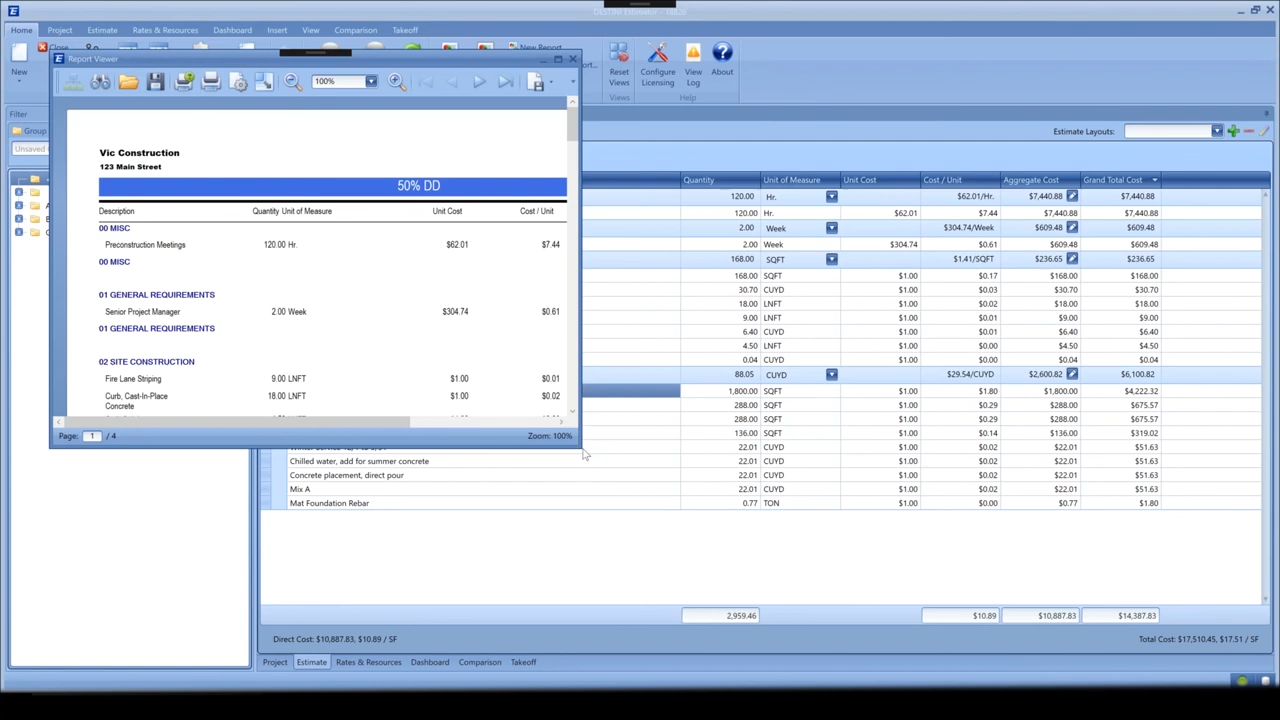 Home Project Estimate Rates & Resources Dashboard Insert View Comparison Takeoff
New Close New Report
Reset Views Configure Licensing View Log About
Views Help
Filter
Group
Estimate Layouts:
Report Viewer
100%
Vic Construction
123 Main Street
50% DD
Description Quantity Unit of Measure Unit Cost Cost / Unit
00 MISC
Preconstruction Meetings 120.00 Hr. $62.01 $7.44
00 MISC
01 GENERAL REQUIREMENTS
Senior Project Manager 2.00 Week $304.74 $0.61
01 GENERAL REQUIREMENTS
02 SITE CONSTRUCTION
Fire Lane Striping 9.00 LNFT $1.00 $0.01
Curb, Cast-In-Place 18.00 LNFT $1.00 $0.02
Concrete
Page: 1 / 4 Zoom: 100%
Quantity Unit of Measure Unit Cost Cost / Unit Aggregate Cost Grand Total Cost
120.00 Hr. $62.01/Hr. $7,440.88 $7,440.88
120.00 Hr. $62.01 $7.44 $7,440.88 $7,440.88
2.00 Week $304.74/Week $609.48 $609.48
2.00 Week $304.74 $0.61 $609.48 $609.48
168.00 SQFT $1.41/SQFT $236.65 $236.65
168.00 SQFT $1.00 $0.17 $168.00 $168.00
30.70 CUYD $1.00 $0.03 $30.70 $30.70
18.00 LNFT $1.00 $0.02 $18.00 $18.00
9.00 LNFT $1.00 $0.01 $9.00 $9.00
6.40 CUYD $1.00 $0.01 $6.40 $6.40
4.50 LNFT $1.00 $0.00 $4.50 $4.50
0.04 CUYD $1.00 $0.00 $0.04 $0.04
88.05 CUYD $29.54/CUYD $2,600.82 $6,100.82
1,800.00 SQFT $1.00 $1.80 $1,800.00 $4,222.32
288.00 SQFT $1.00 $0.29 $288.00 $675.57
288.00 SQFT $1.00 $0.29 $288.00 $675.57
136.00 SQFT $1.00 $0.14 $136.00 $319.02
22.01 CUYD $1.00 $0.02 $22.01 $51.63
Chilled water, add for summer concrete 22.01 CUYD $1.00 $0.02 $22.01 $51.63
Concrete placement, direct pour 22.01 CUYD $1.00 $0.02 $22.01 $51.63
Mix A 22.01 CUYD $1.00 $0.02 $22.01 $51.63
Mat Foundation Rebar 0.77 TON $1.00 $0.00 $0.77 $1.80
2,959.46 $10.89 $10,887.83 $14,387.83
Direct Cost: $10,887.83, $10.89 / SF Total Cost: $17,510.45, $17.51 / SF
Project Estimate Rates & Resources Dashboard Comparison Takeoff